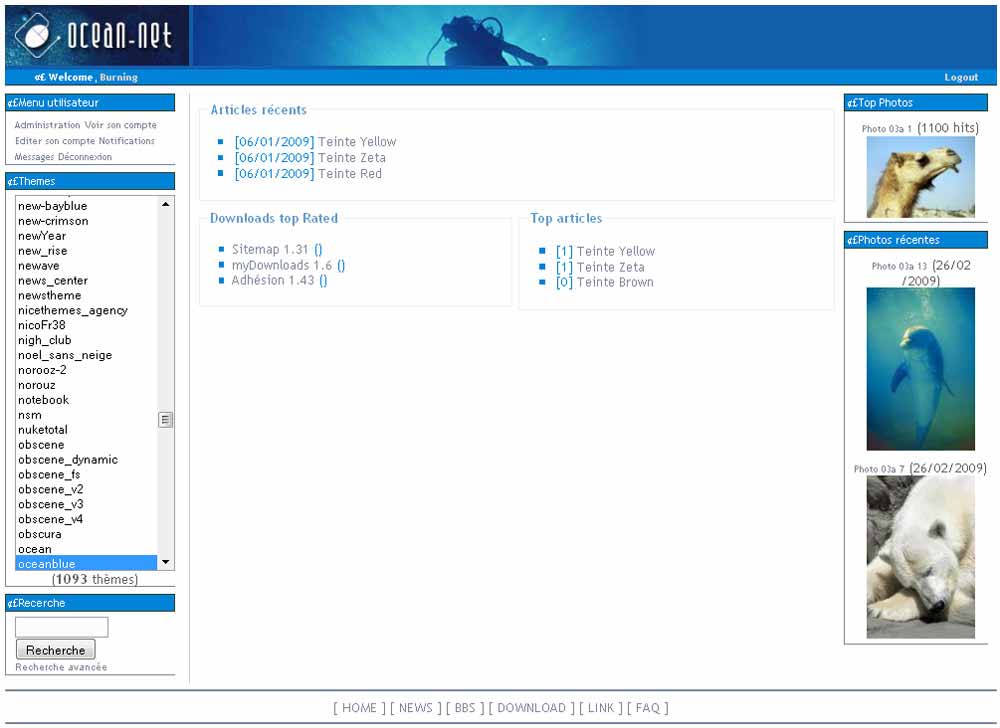 ocean-net
¢£ Welcome , Burning
Logout
¢£Menu utilisateur
Administration Voir son compte
Editer son compte Notifications
Messages Déconnexion
¢£Themes
new-bayblue
new-crimson
newYear
new_rise
newave
news_center
newstheme
nicethemes_agency
nicoFr38
nigh_club
noel_sans_neige
norooz-2
norouz
notebook
nsm
nuketotal
obscene
obscene_dynamic
obscene_fs
obscene_v2
obscene_v3
obscene_v4
obscura
ocean
oceanblue
(1093 thèmes)
¢£Recerche
Recherche
Recherche avancée
Articles récents
[06/01/2009] Teinte Yellow
[06/01/2009] Teinte Zeta
[06/01/2009] Teinte Red
Downloads top Rated
Sitemap 1.31 ()
myDownloads 1.6 ()
Adhésion 1.43 ()
Top articles
[1] Teinte Yellow
[1] Teinte Zeta
[0] Teinte Brown
¢£Top Photos
Photo 03a 1 (1100 hits)
¢£Photos récentes
Photo 03a 13 (26/02
/2009)
Photo 03a 7 (26/02/2009)
[ HOME ] [ NEWS ] [ BBS ] [ DOWNLOAD ] [ LINK ] [ FAQ ]